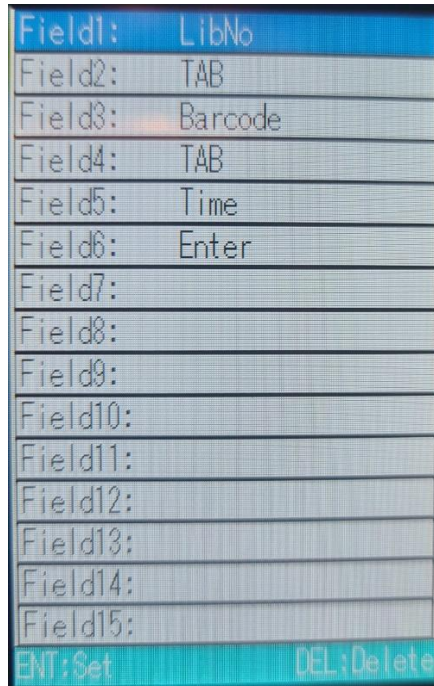 Field1: LibNo
Field2: TAB
Field3: Barcode
Field4: TAB
Field5: Time
Field6: Enter
Field7:
Field8:
Field9:
Field10:
Field11:
Field12:
Field13:
Field14:
Field15:
ENT:Set DEL:Delete